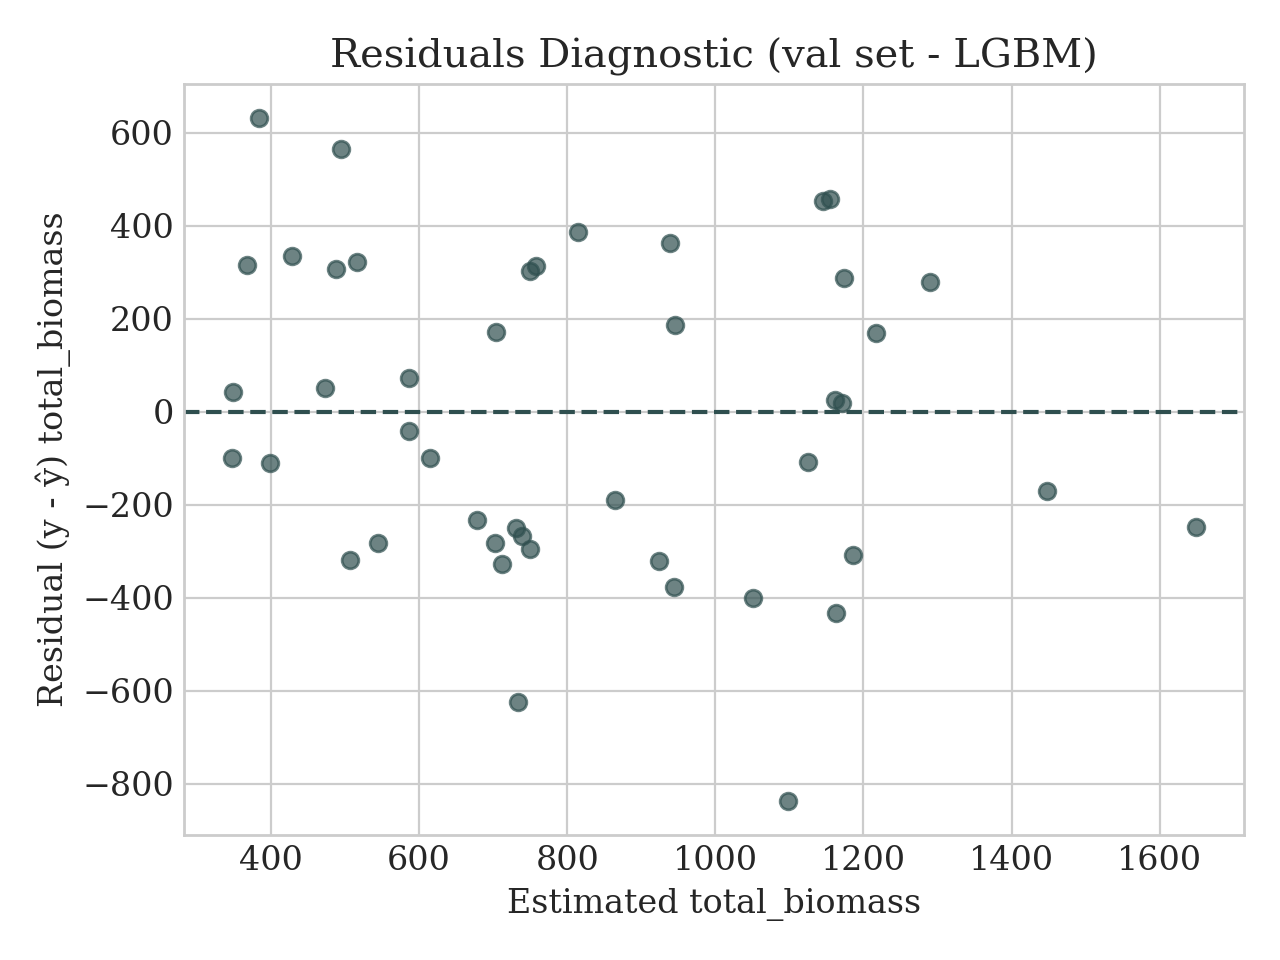 Residuals Diagnostic (val set - LGBM)
Residual (y - ŷ) total_biomass
600
400
200
0
−200
−400
−600
−800
400 600 800 1000 1200 1400 1600
Estimated total_biomass